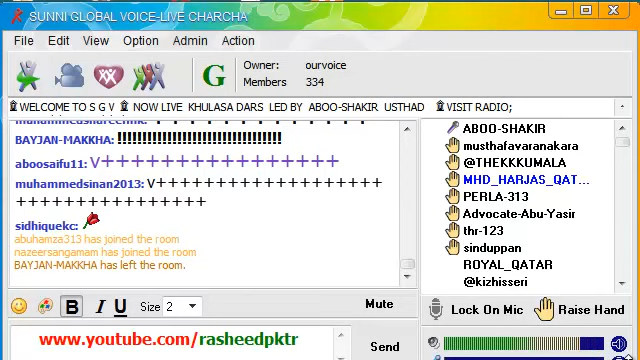 SUNNI GLOBAL VOICE-LIVE CHARCHA
File Edit View Option Admin Action
G
Owner: ourvoice
Members 334
WELCOME TO S G V NOW LIVE KHULASA DARS LED BY ABOO-SHAKIR USTHAD VISIT RADIO;
BAYJAN-MAKKHA: !!!!!!!!!!!!!!!!!!!!!!!!!!!!!!!!!
aboosaifu11: V++++++++++++++++
muhammedsinan2013: V+++++++++++++++++
++++++++++++++++
sidhiquekc:
abuhamza313 has joined the room
nazeersangamam has joined the room
BAYJAN-MAKKHA has left the room.
ABOO-SHAKIR
musthafavaranakara
@THEKKKUMALA
MHD_HARJAS_QAT...
PERLA-313
Advocate-Abu-Yasir
thr-123
sinduppan
ROYAL_QATAR
@kizhisseri
B I U Size 2 Mute
Lock On Mic Raise Hand
www.youtube.com/rasheedpktr
Send